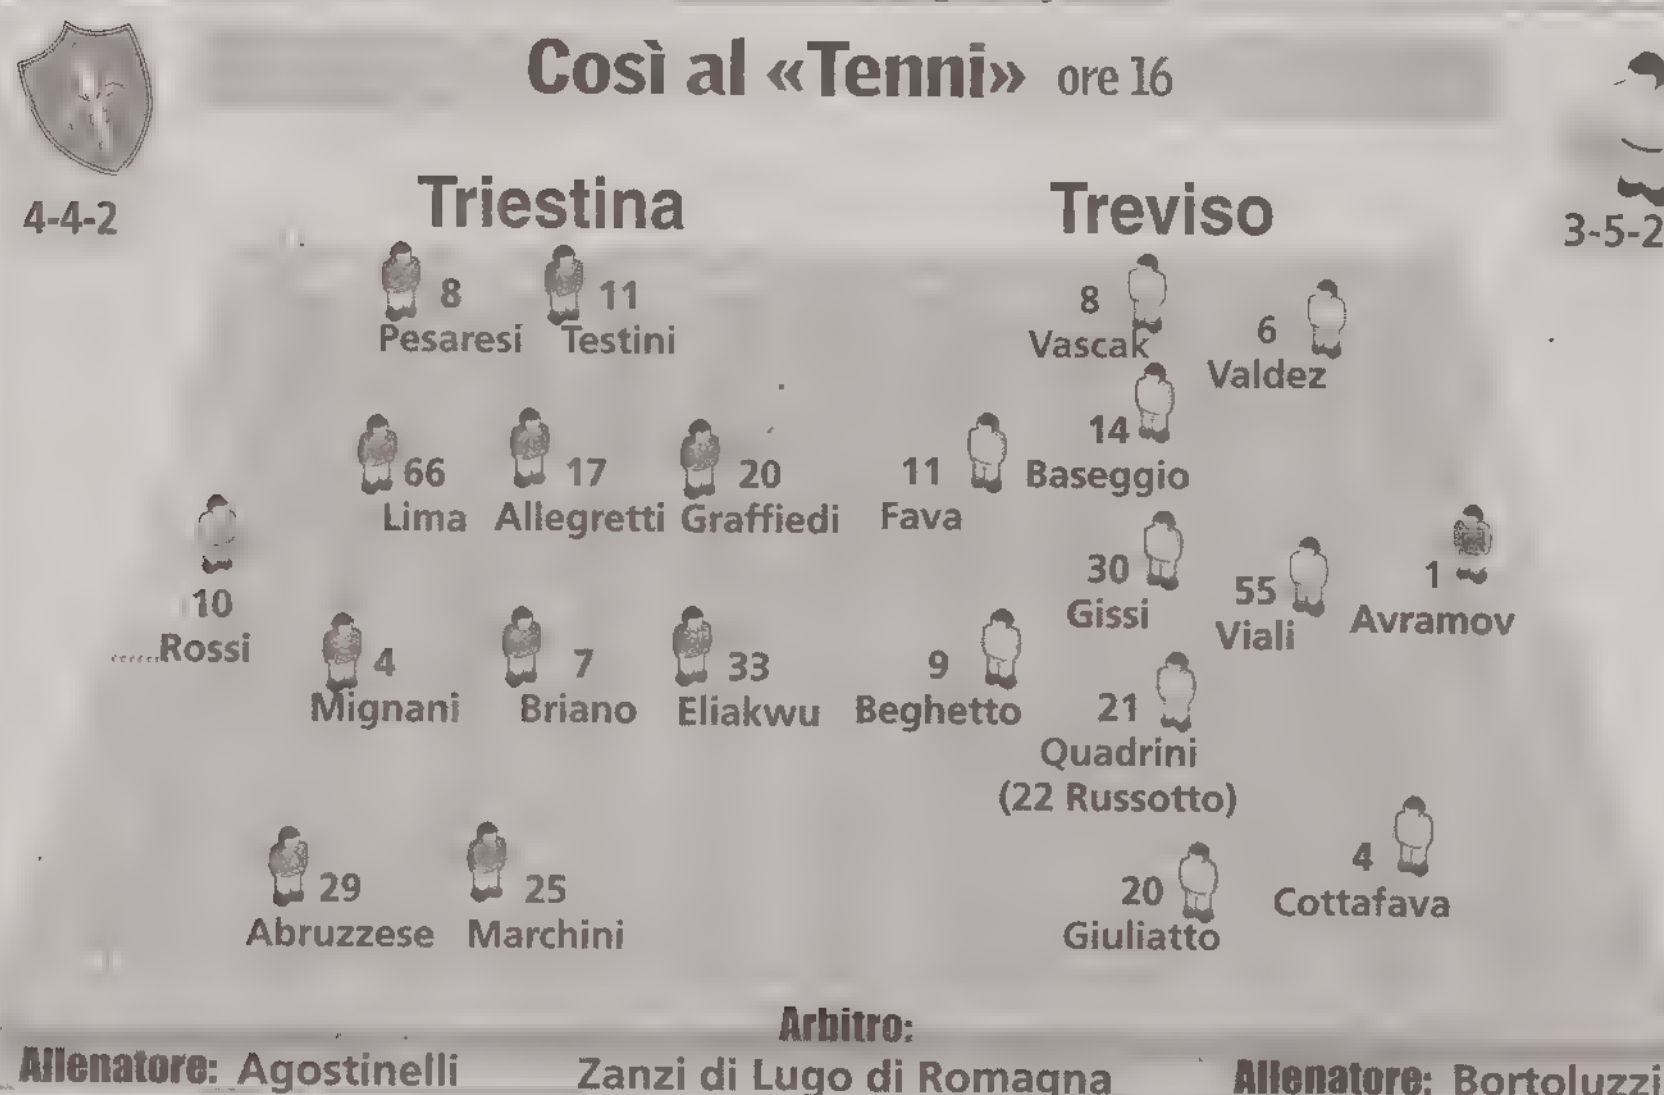 Così al «Tenni» ore 16
4-4-2
3-5-2
Triestina
8
Pesaresi
11
Testini
66
Lima
17
Allegretti
20
Graffiedi
10
Rossi
4
Mignani
7
Briano
33
Eliakwu
29
Abruzzese
25
Marchini
Treviso
8
Vascak
6
Valdez
14
Baseggio
11
Fava
30
Gissi
55
Viali
1
Avramov
9
Beghetto
21
Quadrini
(22 Russotto)
4
Cottafava
20
Giuliatto
Arbitro:
Zanzi di Lugo di Romagna
Allenatore: Agostinelli
Allenatore: Bortoluzzi